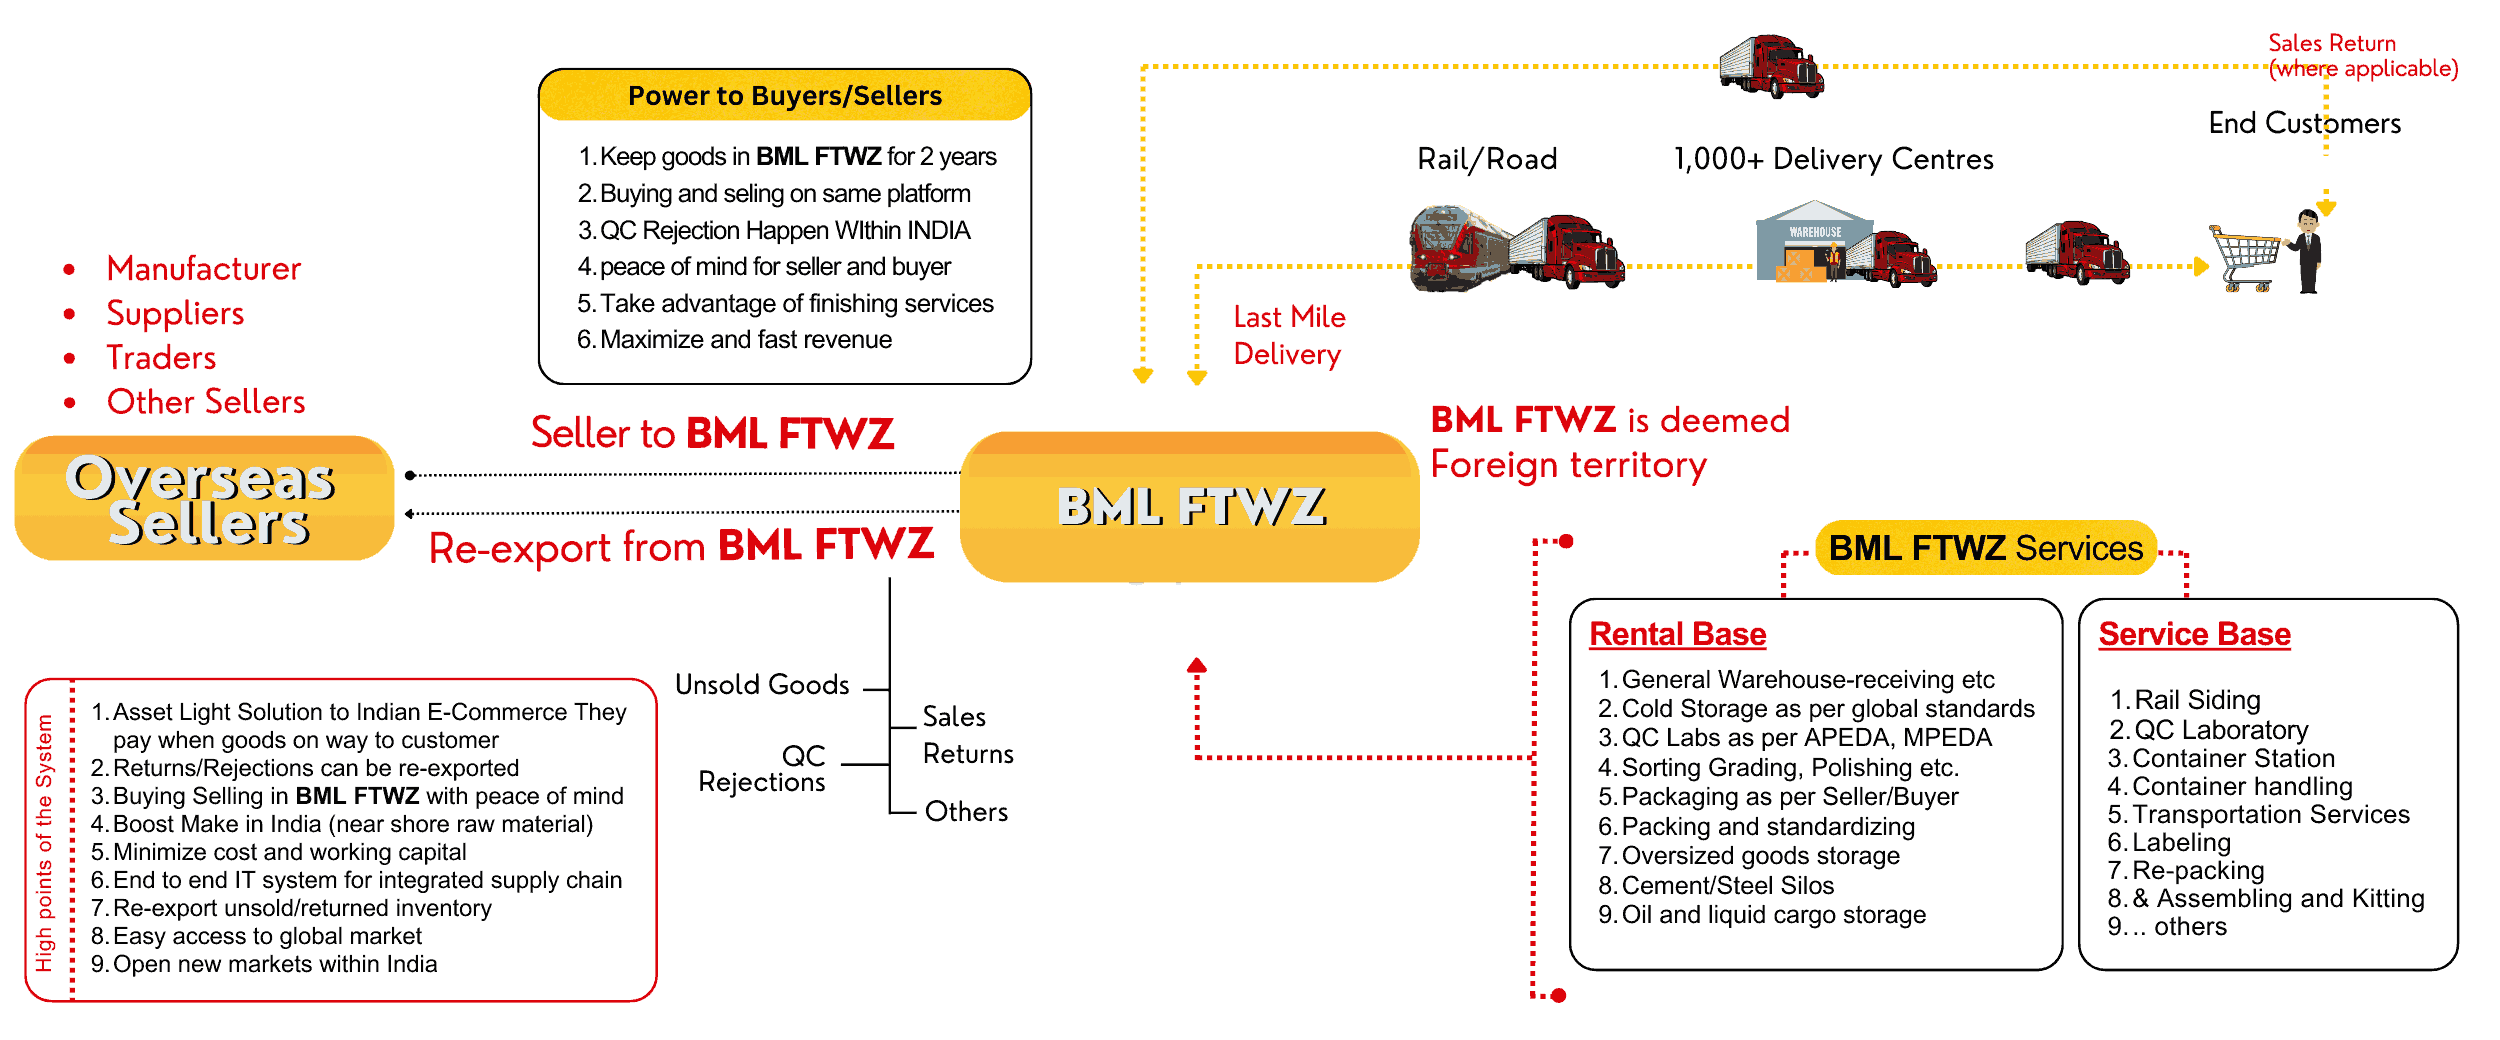 Sales Return
(where applicable)
End Customers
Power to Buyers/Sellers
1. Keep goods in BML FTWZ for 2 years
2. Buying and seling on same platform
3. QC Rejection Happen WIthin INDIA
4. peace of mind for seller and buyer
5. Take advantage of finishing services
6. Maximize and fast revenue
Rail/Road
1,000+ Delivery Centres
WAREHOUSE
Last Mile
Delivery
• Manufacturer
• Suppliers
• Traders
• Other Sellers
Overseas
Sellers
Seller to BML FTWZ
Re-export from BML FTWZ
BML FTWZ
BML FTWZ is deemed
Foreign territory
Unsold Goods
Sales
Returns
QC
Rejections
Others
High points of the System
1. Asset Light Solution to Indian E-Commerce They
pay when goods on way to customer
2. Returns/Rejections can be re-exported
3. Buying Selling in BML FTWZ with peace of mind
4. Boost Make in India (near shore raw material)
5. Minimize cost and working capital
6. End to end IT system for integrated supply chain
7. Re-export unsold/returned inventory
8. Easy access to global market
9. Open new markets within India
BML FTWZ Services
Rental Base
1. General Warehouse-receiving etc
2. Cold Storage as per global standards
3. QC Labs as per APEDA, MPEDA
4. Sorting Grading, Polishing etc.
5. Packaging as per Seller/Buyer
6. Packing and standardizing
7. Oversized goods storage
8. Cement/Steel Silos
9. Oil and liquid cargo storage
Service Base
1. Rail Siding
2. QC Laboratory
3. Container Station
4. Container handling
5. Transportation Services
6. Labeling
7. Re-packing
8. & Assembling and Kitting
9. .. others